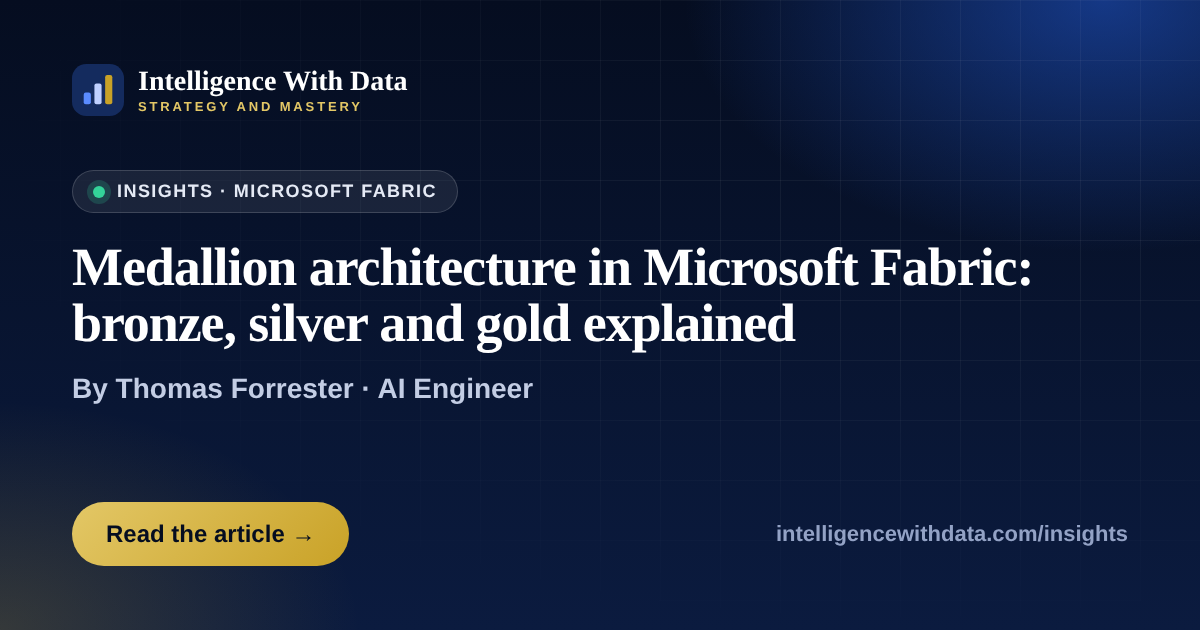 Intelligence With Data
STRATEGY AND MASTERY
INSIGHTS · MICROSOFT FABRIC
Medallion architecture in Microsoft Fabric:
bronze, silver and gold explained
By Thomas Forrester · AI Engineer
Read the article →
intelligencewithdata.com/insights